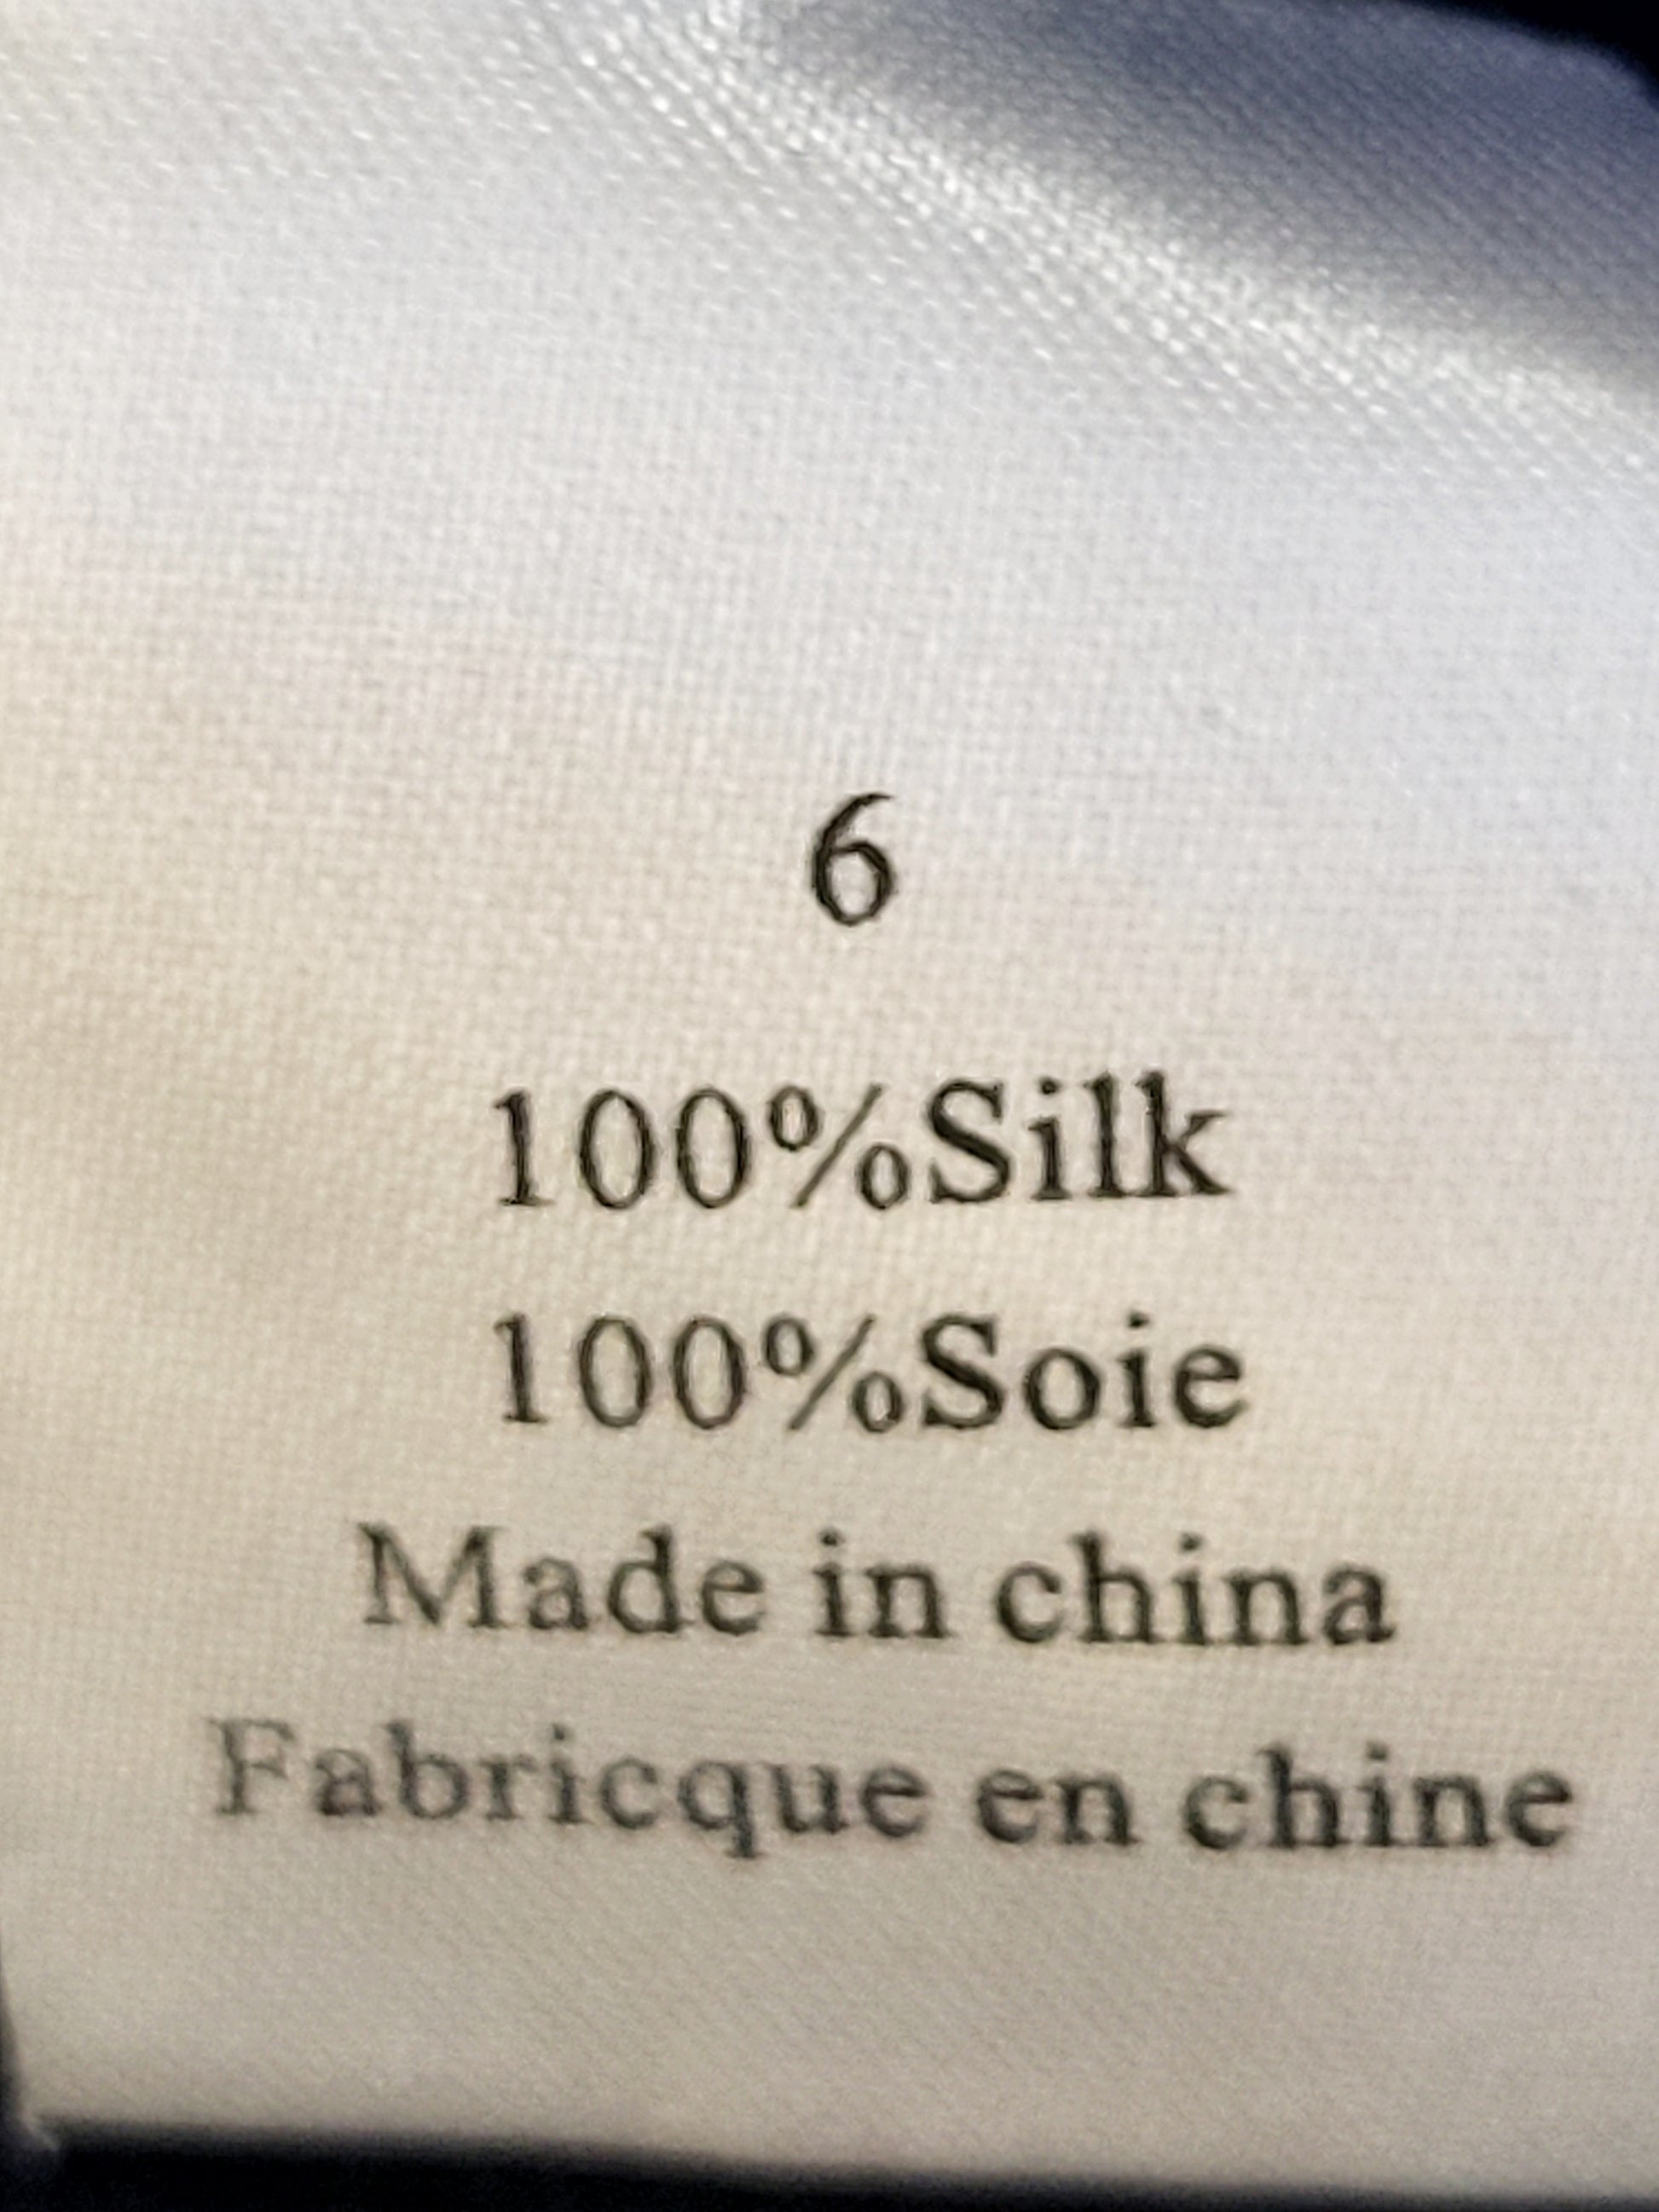 6
100%Silk
100%Soie
Made in china
Fabricque en chine